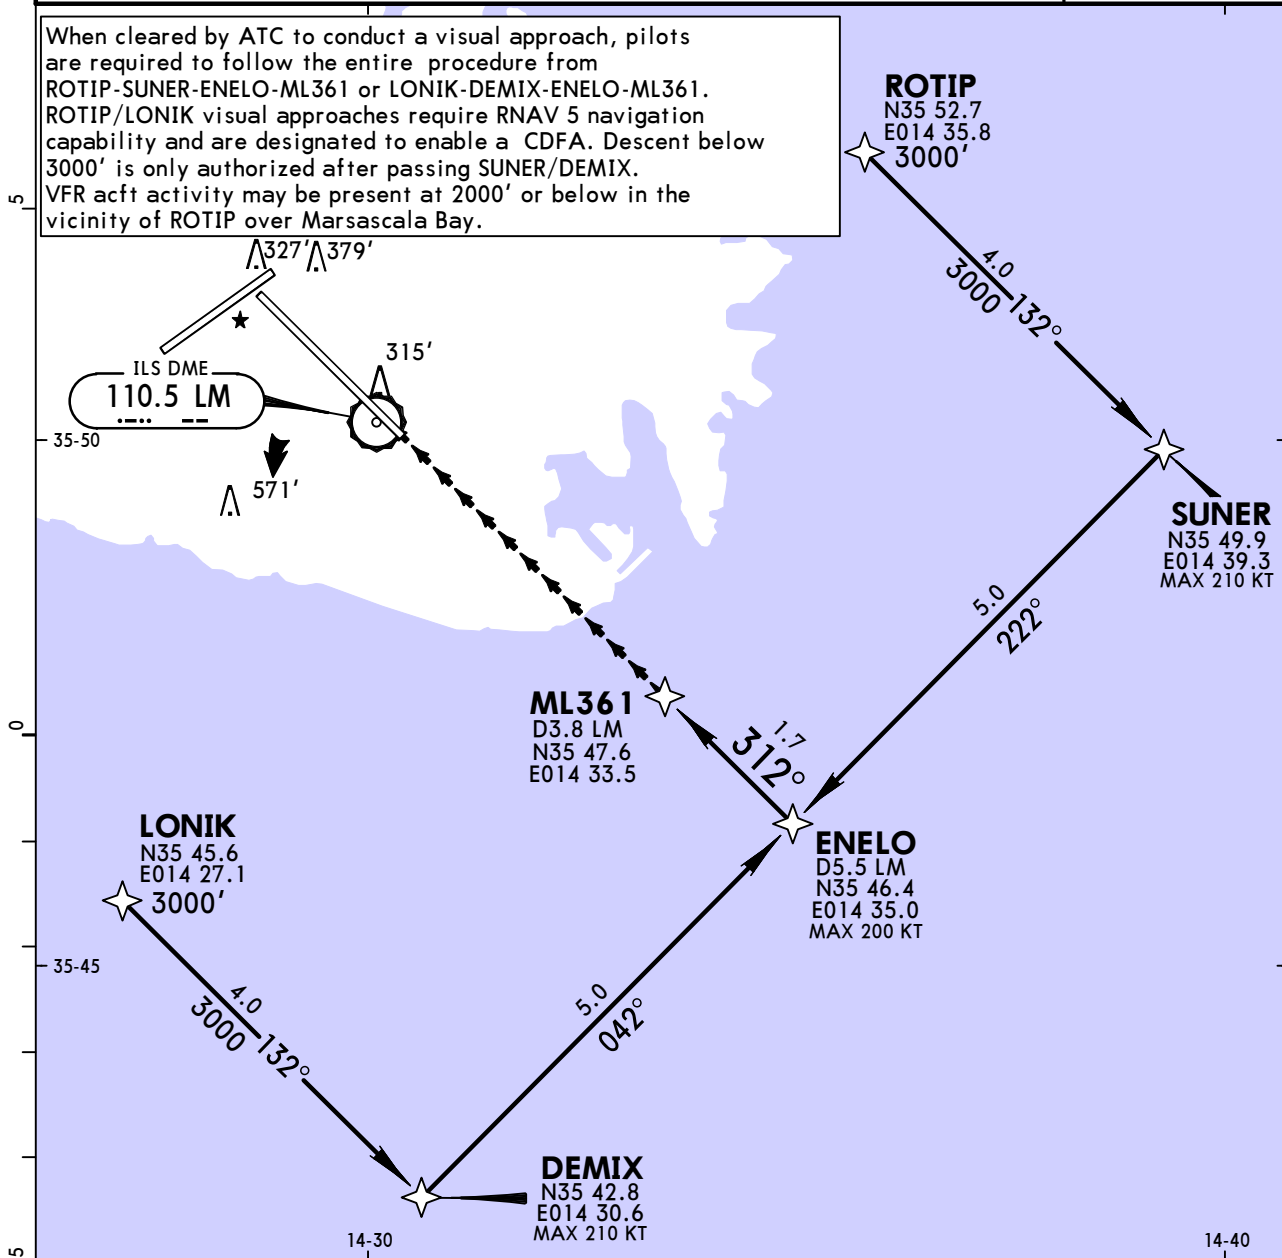 When cleared by ATC to conduct a visual approach, pilots
are required to follow the entire procedure from
ROTIP-SUNER-ENELO-ML361 or LONIK-DEMIX-ENELO-ML361.
ROTIP/LONIK visual approaches require RNAV 5 navigation
capability and are designated to enable a CDFA. Descent below
3000' is only authorized after passing SUNER/DEMIX.
VFR acft activity may be present at 2000' or below in the
vicinity of ROTIP over Marsascala Bay.
ROTIP
N35 52.7
E014 35.8
3000'
5
327'
379'
4.0
3000
132°
315'
ILS DME
110.5 LM
35-50
571'
SUNER
N35 49.9
E014 39.3
MAX 210 KT
5.0
222°
ML361
D3.8 LM
N35 47.6
E014 33.5
1.7
312°
0
LONIK
N35 45.6
E014 27.1
3000'
ENELO
D5.5 LM
N35 46.4
E014 35.0
MAX 200 KT
35-45
4.0
3000
132°
5.0
042°
DEMIX
N35 42.8
E014 30.6
MAX 210 KT
5
14-30
14-40